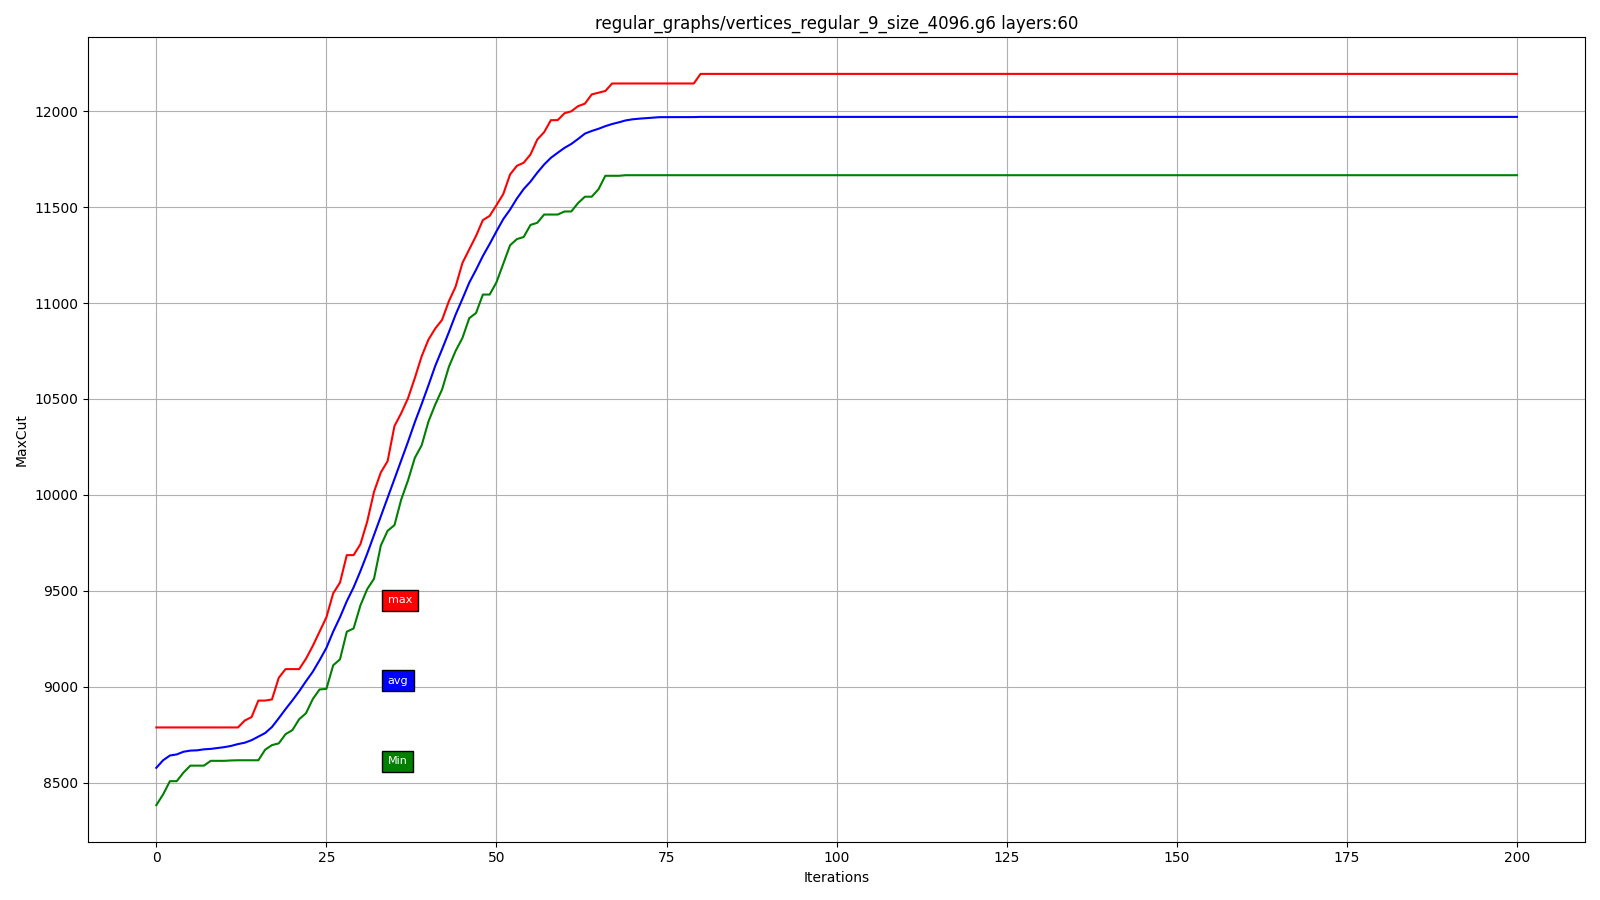 regular_graphs/vertices_regular_9_size_4096.g6 layers:60
MaxCut
12000
11500
11000
10500
10000
9500
9000
8500
max
avg
Min
0 25 50 75 100 125 150 175 200
Iterations